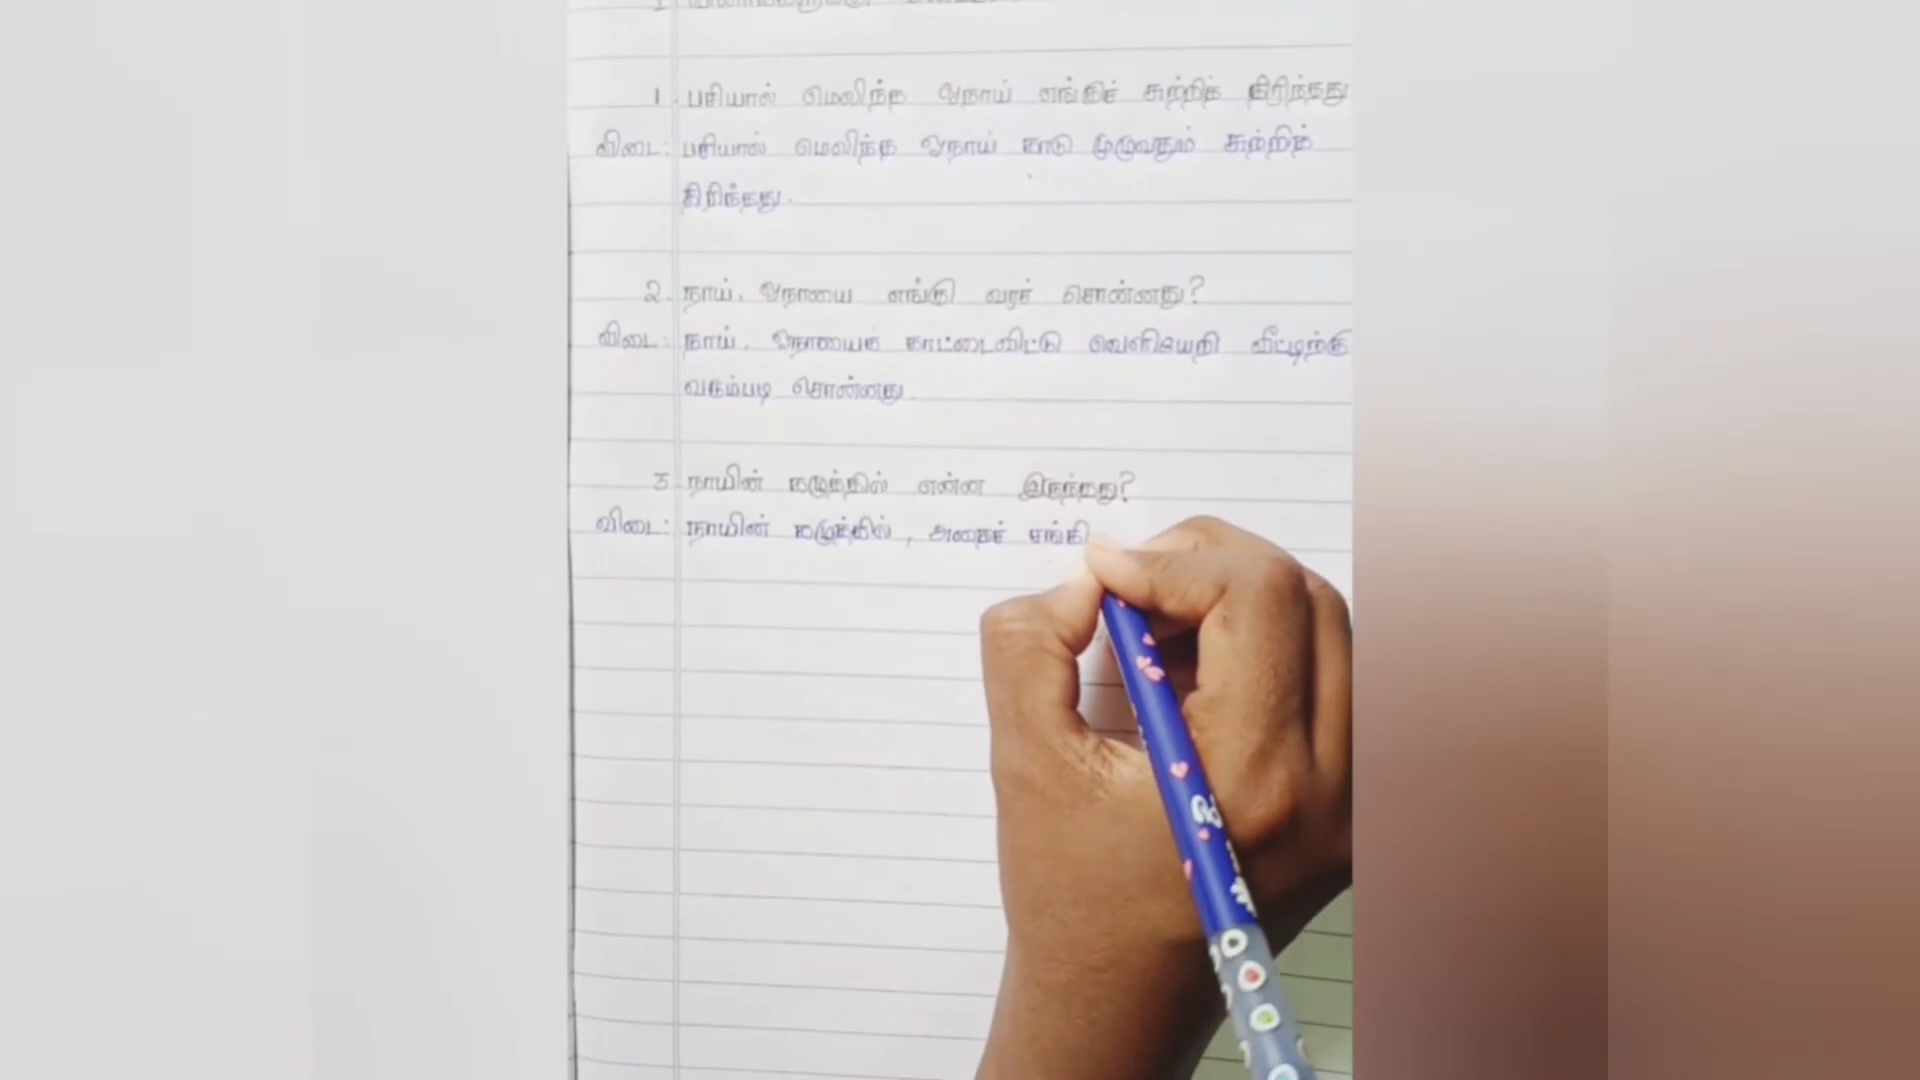 1. பசியால் மெலிந்த ஓநாய் எங்குச் சுற்றித் திரிந்தது
விடை: பசியால் மெலிந்த ஓநாய் காடு முழுவதும் சுற்றித்
திரிந்தது.
2. நாய், ஓநாயை எங்கு வரச் சொன்னது?
விடை: நாய், ஓநாயைக் காட்டைவிட்டு வெளியேறி வீட்டிற்கு
வரும்படி சொன்னது.
3 நாயின் கழுத்தில் என்ன இருந்தது?
விடை: நாயின் கழுத்தில், அதைச் சங்கி